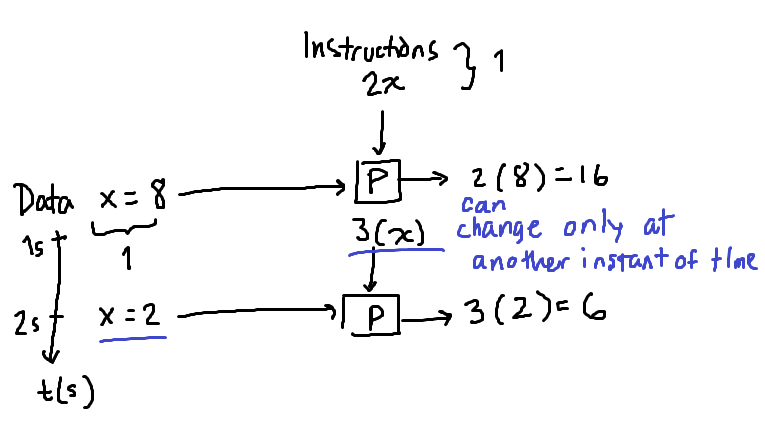 Instructions
2x } 1
P
2(8)=16
Data x = 8
can
change only at
another instant of time
1s
1
3(x)
2s
x = 2
P
3(2)= 6
t(s)